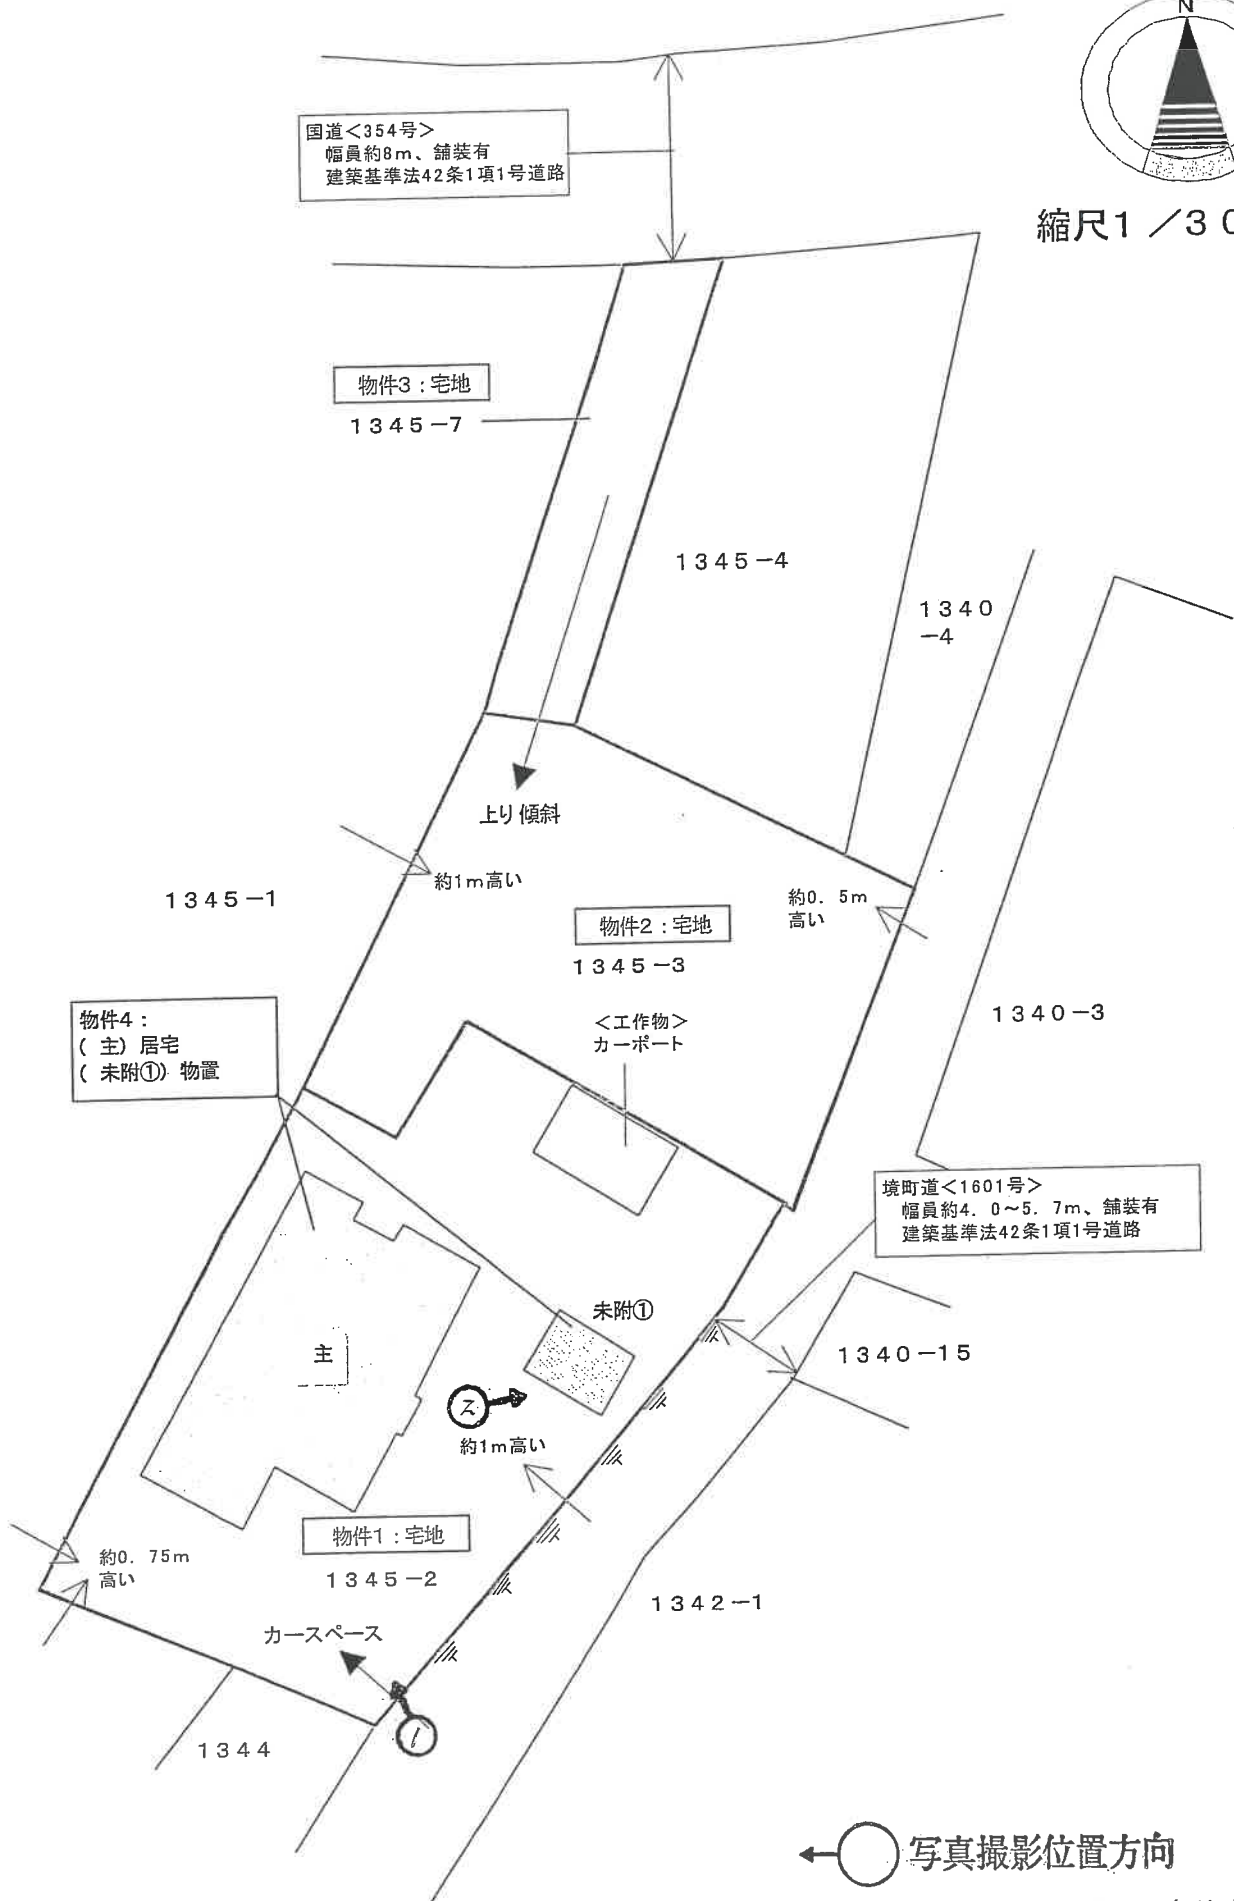 N
縮尺1／30
国道＜354号＞
幅員約8m、舗装有
建築基準法42条1項1号道路
物件3：宅地
1345－7
1345－4
1340
－4
上り傾斜
約1m高い
1345－1
約0．5m
高い
物件2：宅地
1345－3
1340－3
物件4：
（主）居宅
（未附①）物置
＜工作物＞
カーポート
境町道＜1601号＞
幅員約4．0～5．7m、舗装有
建築基準法42条1項1号道路
未附①
主
1340－15
2
約1m高い
物件1：宅地
1345－2
約0．75m
高い
1342－1
カースペース
1
1344
写真撮影位置方向